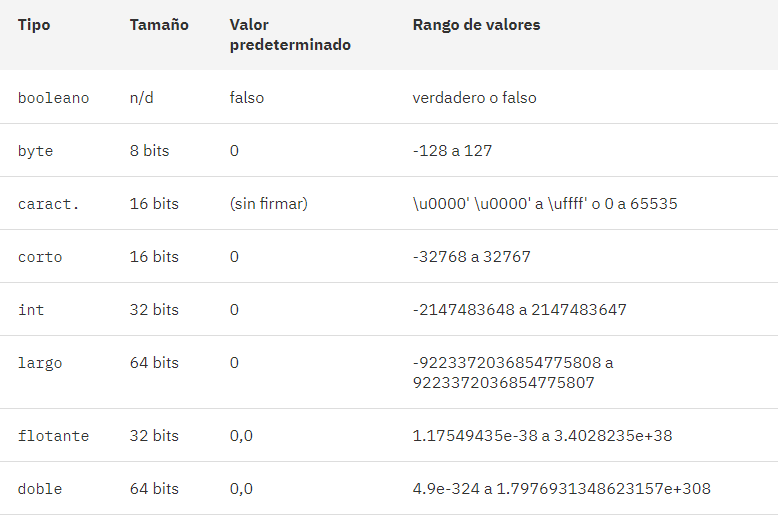 Tipo Tamaño Valor predeterminado Rango de valores
booleano n/d falso verdadero o falso
byte 8 bits 0 -128 a 127
caract. 16 bits (sin firmar) \u0000' \u0000' a \uffff' o 0 a 65535
corto 16 bits 0 -32768 a 32767
int 32 bits 0 -2147483648 a 2147483647
largo 64 bits 0 -9223372036854775808 a
9223372036854775807
flotante 32 bits 0,0 1.17549435e-38 a 3.4028235e+38
doble 64 bits 0,0 4.9e-324 a 1.7976931348623157e+308